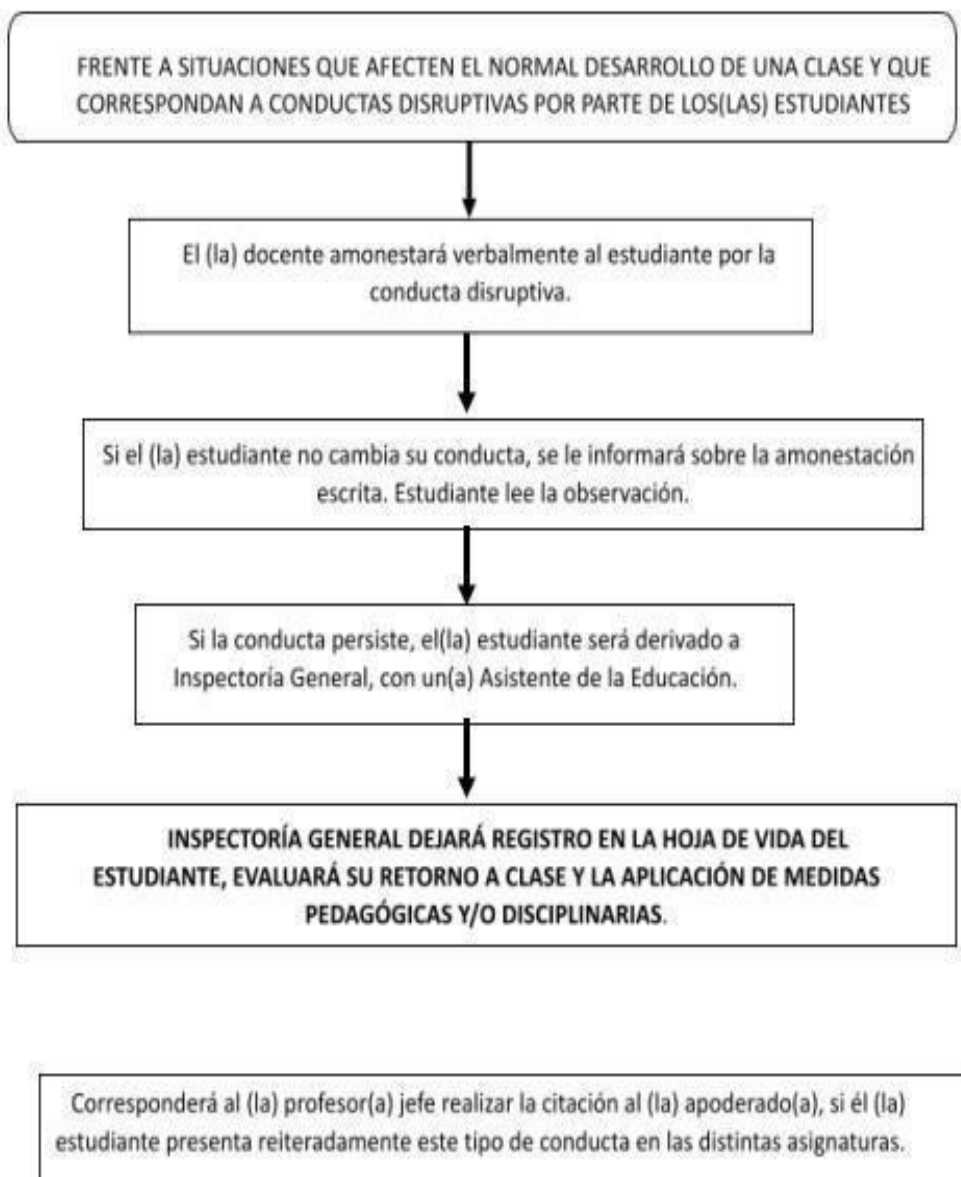 FRENTE A SITUACIONES QUE AFECTEN EL NORMAL DESARROLLO DE UNA CLASE Y QUE
CORRESPONDAN A CONDUCTAS DISRUPTIVAS POR PARTE DE LOS(LAS) ESTUDIANTES
El (la) docente amonestará verbalmente al estudiante por la
conducta disruptiva.
Si el (la) estudiante no cambia su conducta, se le informará sobre la amonestación
escrita. Estudiante lee la observación.
Si la conducta persiste, el(la) estudiante será derivado a
Inspectoría General, con un(a) Asistente de la Educación.
INSPECTORÍA GENERAL DEJARÁ REGISTRO EN LA HOJA DE VIDA DEL
ESTUDIANTE, EVALUARÁ SU RETORNO A CLASE Y LA APLICACIÓN DE MEDIDAS
PEDAGÓGICAS Y/O DISCIPLINARIAS.
Corresponderá al (la) profesor(a) jefe realizar la citación al (la) apoderado(a), si él (la)
estudiante presenta reiteradamente este tipo de conducta en las distintas asignaturas.